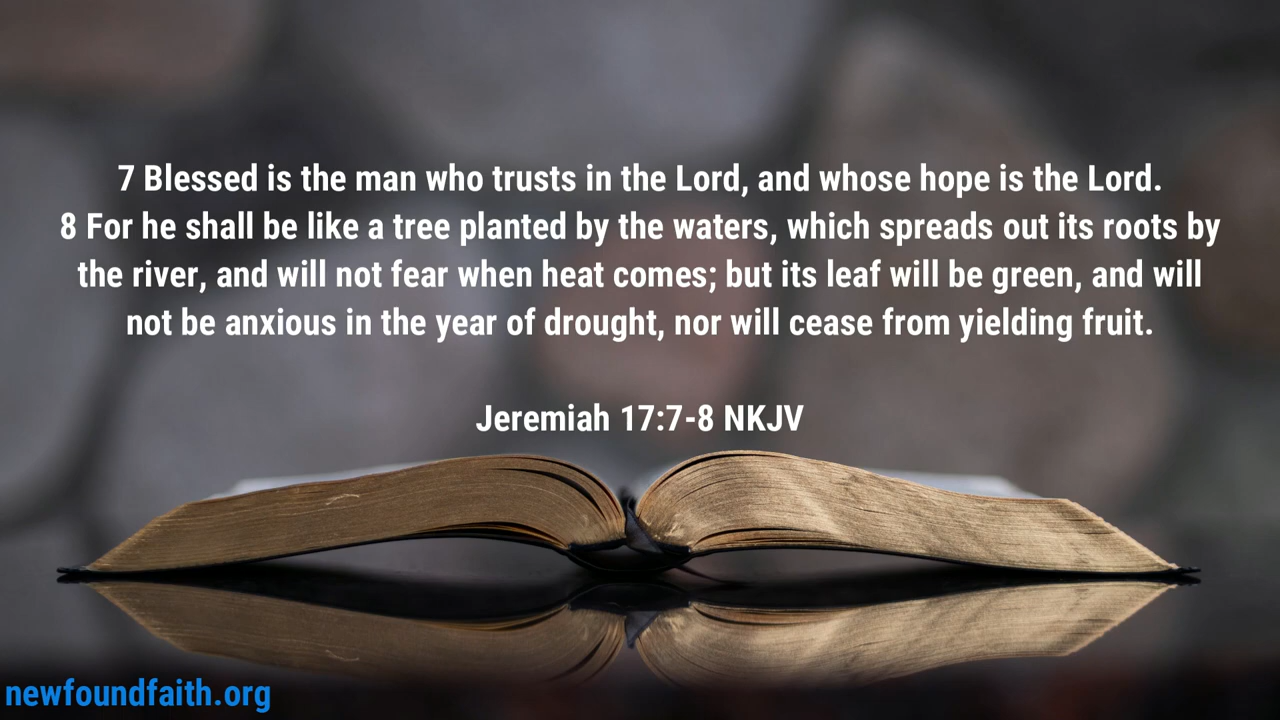 7 Blessed is the man who trusts in the Lord, and whose hope is the Lord.
8 For he shall be like a tree planted by the waters, which spreads out its roots by
the river, and will not fear when heat comes; but its leaf will be green, and will
not be anxious in the year of drought, nor will cease from yielding fruit.
Jeremiah 17:7-8 NKJV
newfoundfaith.org